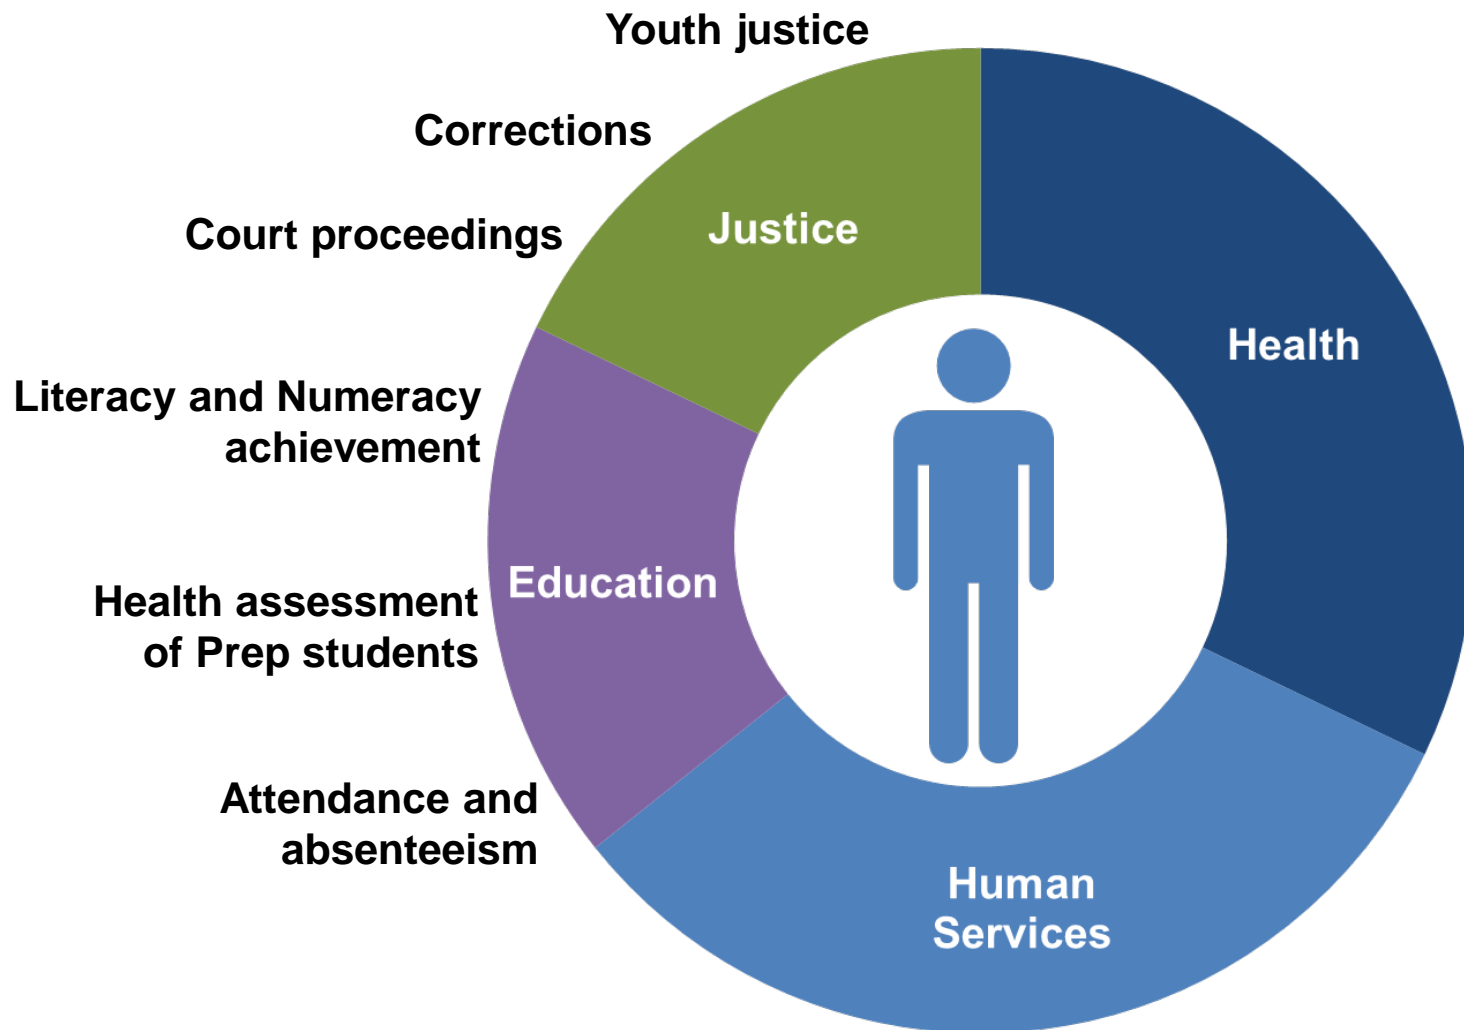 Youth justice
Corrections
Court proceedings
Justice
Health
Literacy and Numeracy
achievement
Education
Health assessment
of Prep students
Attendance and
absenteeism
Human
Services